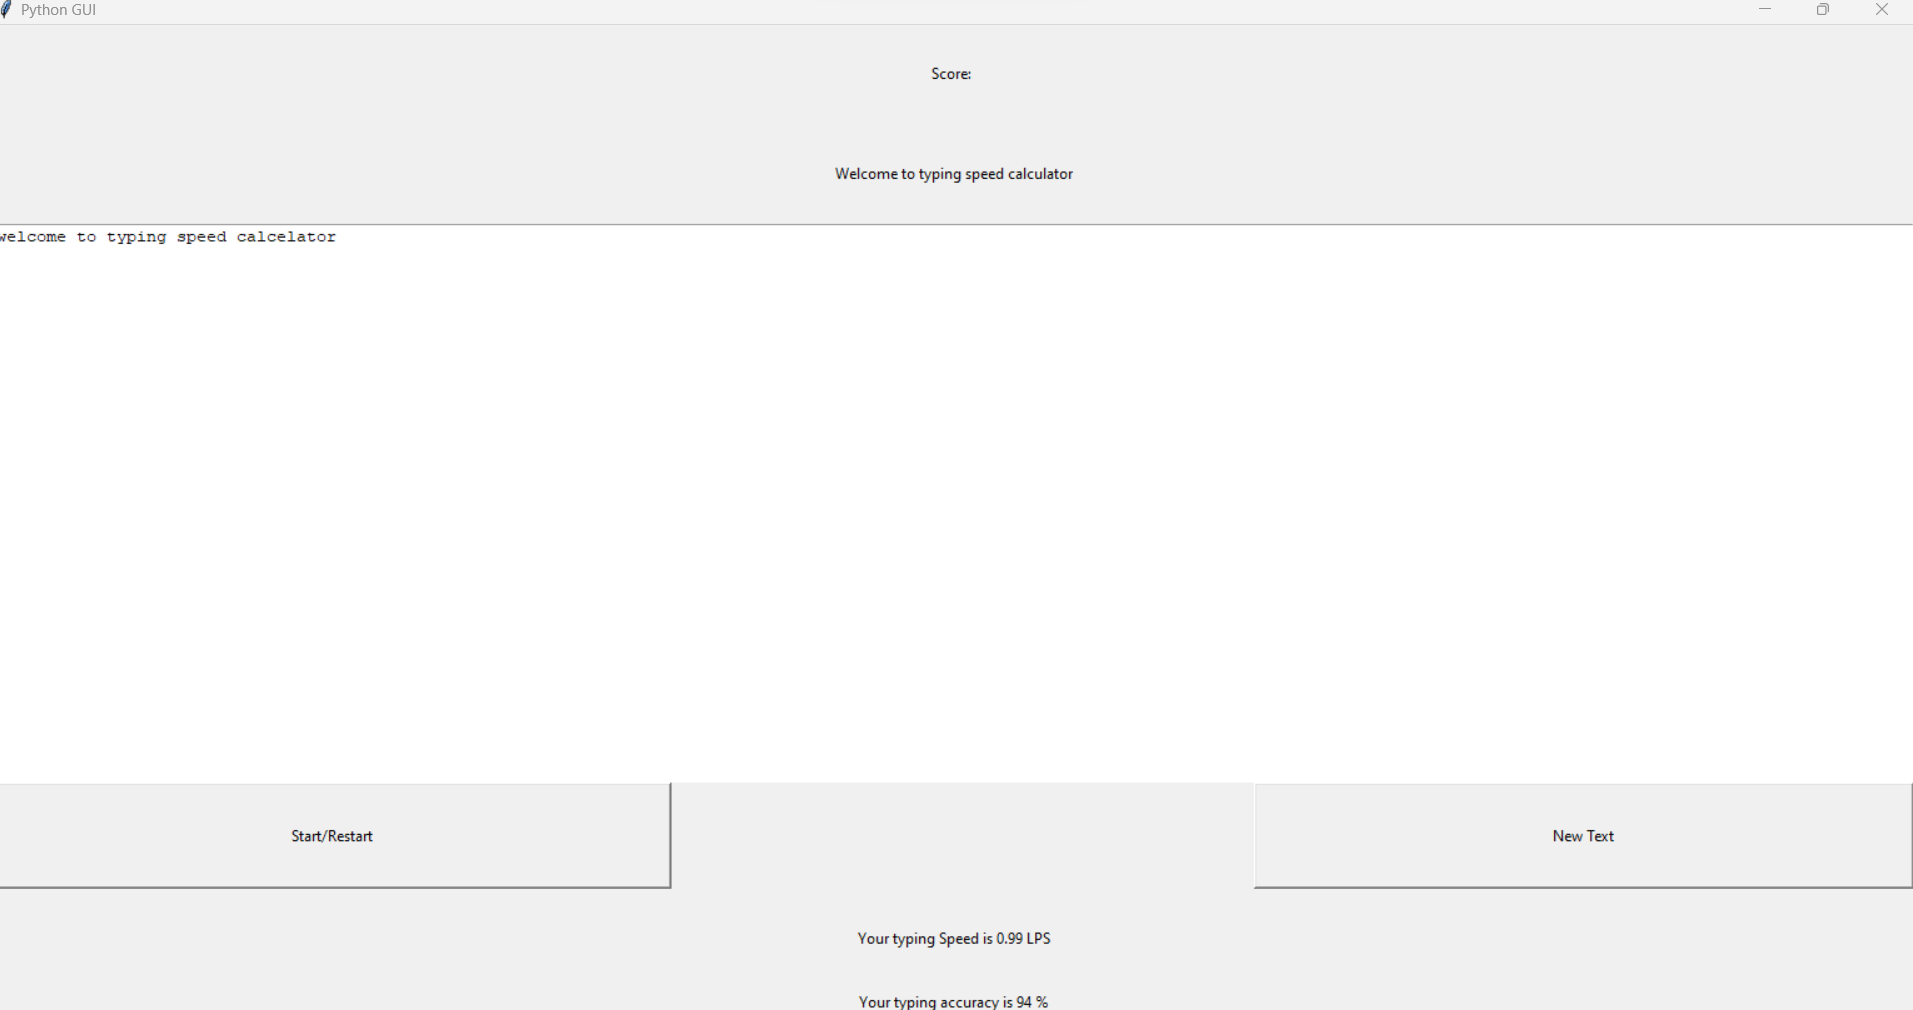 Python GUI
Score:
Welcome to typing speed calculator
welcome to typing speed calcelator
Start/Restart
New Text
Your typing Speed is 0.99 LPS
Your typing accuracy is 94 %